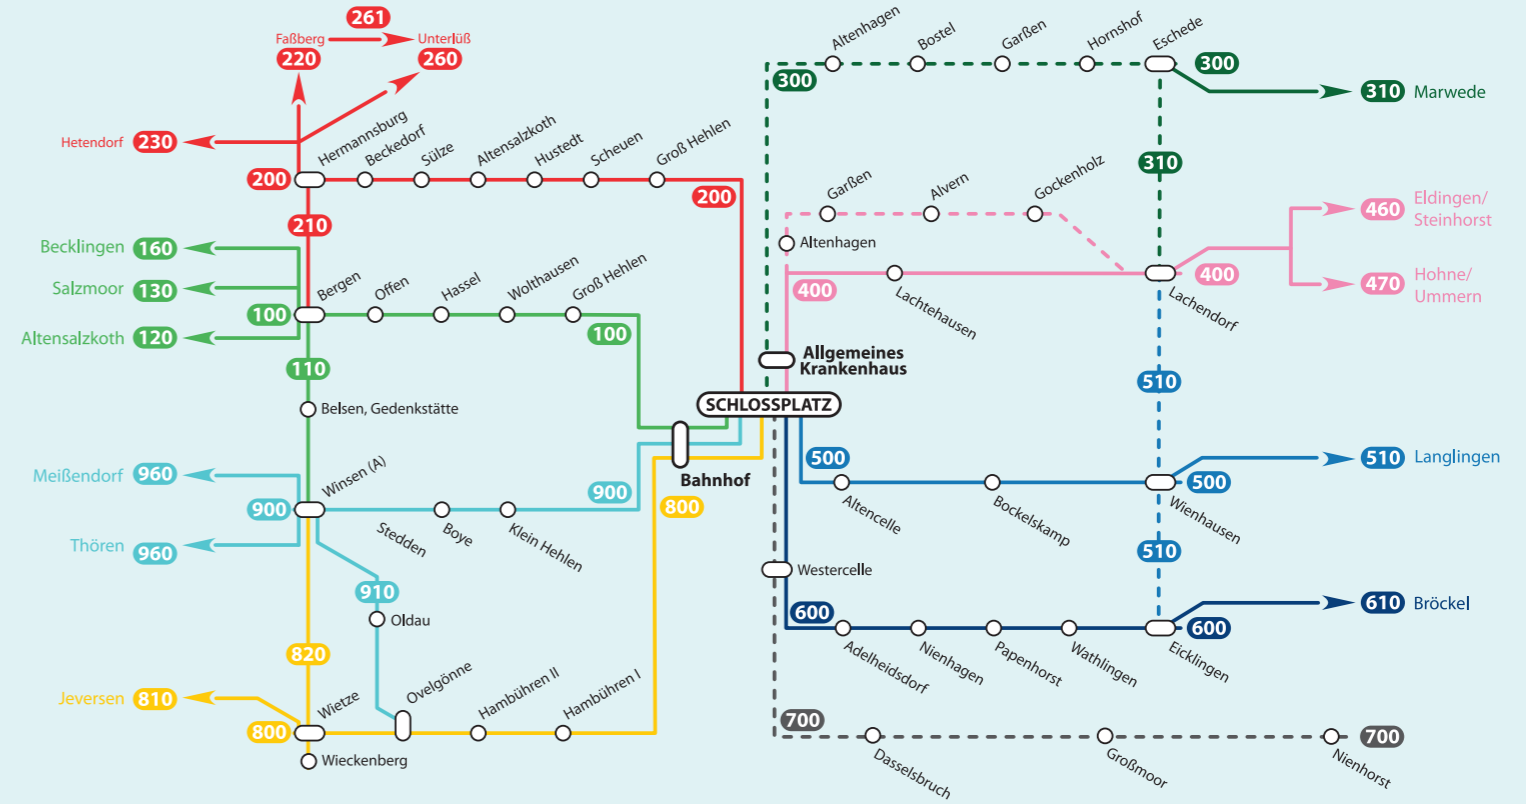 261
Faßberg
220
Unterlüß
260
Hetendorf 230
200
Hermannsburg
Beckedorf
Sülze
Altensalzkoth
Hustedt
Scheuen
Groß Hehlen
200
210
Becklingen 160
Salzmoor 130
Altensalzkoth 120
100
Bergen
Offen
Hassel
Wolthausen
Groß Hehlen
100
110
Belsen, Gedenkstätte
Meißendorf 960
Thören 960
900
Winsen (A)
Stedden
Boye
Klein Hehlen
900
910
Oldau
820
Jeversen 810
800
Wietze
Ovelgönne
Hambühren II
Hambühren I
800
Wieckenberg
Bahnhof
SCHLOSSPLATZ
Allgemeines
Krankenhaus
300
Altenhagen
Bostel
Garßen
Hornshof
Eschede
300
310 Marwede
310
Altenhagen
Garßen
Alvern
Gockenholz
400
Lachtehausen
Lachendorf
400
460 Eldingen/
Steinhorst
470 Hohne/
Ummern
510
500
Altencelle
Bockelskamp
Wienhausen
500
510 Langlingen
510
Westercelle
600
Adelheidsdorf
Nienhagen
Papenhorst
Wathlingen
Eicklingen
600
610 Bröckel
700
Dasselsbruch
Großmoor
Nienhorst
700